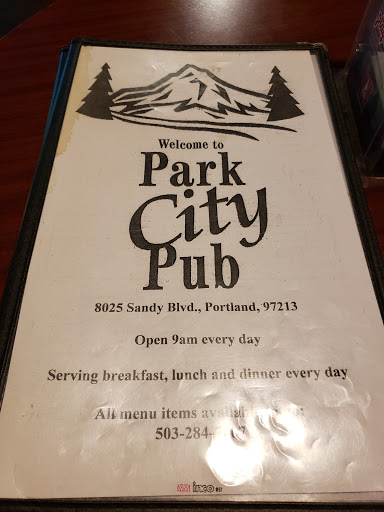 Welcome to
Park
City
Pub
8025 Sandy Blvd., Portland, 97213
Open 9am every day
Serving breakfast, lunch and dinner every day
All menu items
503-284-
inco